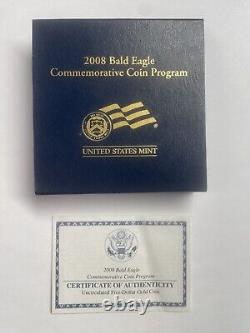 2008 Bald Eagle
Commemorative Coin Program
UNITED STATES MINT
2008 Bald Eagle
Commemorative Coin Program
CERTIFICATE OF AUTHENTICITY
Uncirculated Five-Dollar Gold Coin